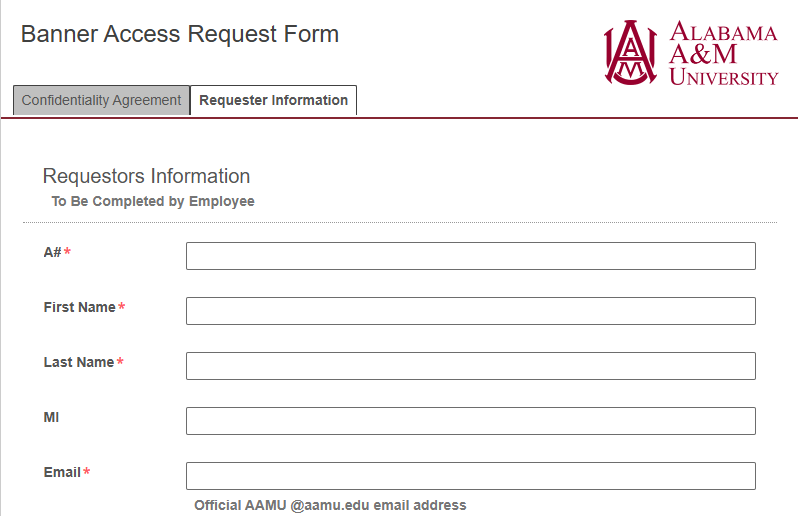 Banner Access Request Form
ALABAMA
A&M
UNIVERSITY
Confidentiality Agreement
Requester Information
Requestors Information
To Be Completed by Employee
A#*
First Name*
Last Name*
MI
Email*
Official AAMU @aamu.edu email address